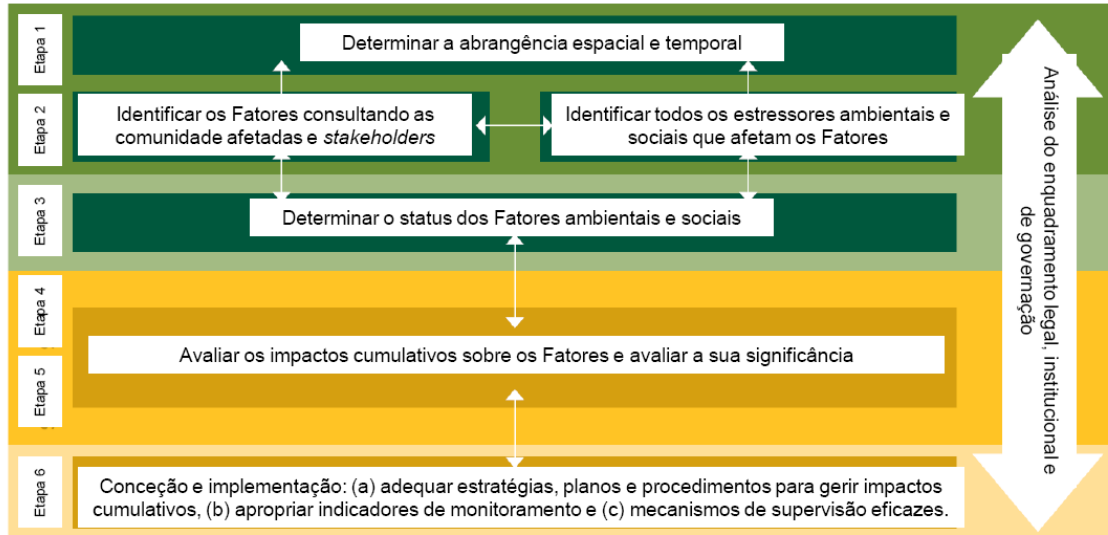 Etapa 1
Determinar a abrangência espacial e temporal
Etapa 2
Identificar os Fatores consultando as
comunidade afetadas e stakeholders
Identificar todos os estressores ambientais e
sociais que afetam os Fatores
Etapa 3
Determinar o status dos Fatores ambientais e sociais
Etapa 4
Etapa 5
Avaliar os impactos cumulativos sobre os Fatores e avaliar a sua significância
Etapa 6
Conceção e implementação: (a) adequar estratégias, planos e procedimentos para gerir impactos
cumulativos, (b) apropriar indicadores de monitoramento e (c) mecanismos de supervisão eficazes.
Análise do enquadramento legal, institucional e
de governação